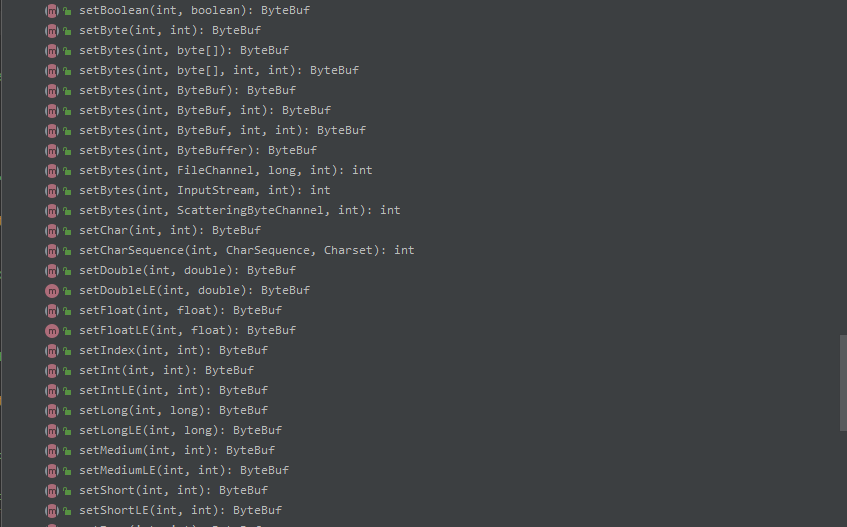 setBoolean(int, boolean): ByteBuf
setByte(int, int): ByteBuf
setBytes(int, byte[]): ByteBuf
setBytes(int, byte[], int, int): ByteBuf
setBytes(int, ByteBuf): ByteBuf
setBytes(int, ByteBuf, int): ByteBuf
setBytes(int, ByteBuf, int, int): ByteBuf
setBytes(int, ByteBuffer): ByteBuf
setBytes(int, FileChannel, long, int): int
setBytes(int, InputStream, int): int
setBytes(int, ScatteringByteChannel, int): int
setChar(int, int): ByteBuf
setCharSequence(int, CharSequence, Charset): int
setDouble(int, double): ByteBuf
setDoubleLE(int, double): ByteBuf
setFloat(int, float): ByteBuf
setFloatLE(int, float): ByteBuf
setIndex(int, int): ByteBuf
setInt(int, int): ByteBuf
setIntLE(int, int): ByteBuf
setLong(int, long): ByteBuf
setLongLE(int, long): ByteBuf
setMedium(int, int): ByteBuf
setMediumLE(int, int): ByteBuf
setShort(int, int): ByteBuf
setShortLE(int, int): ByteBuf